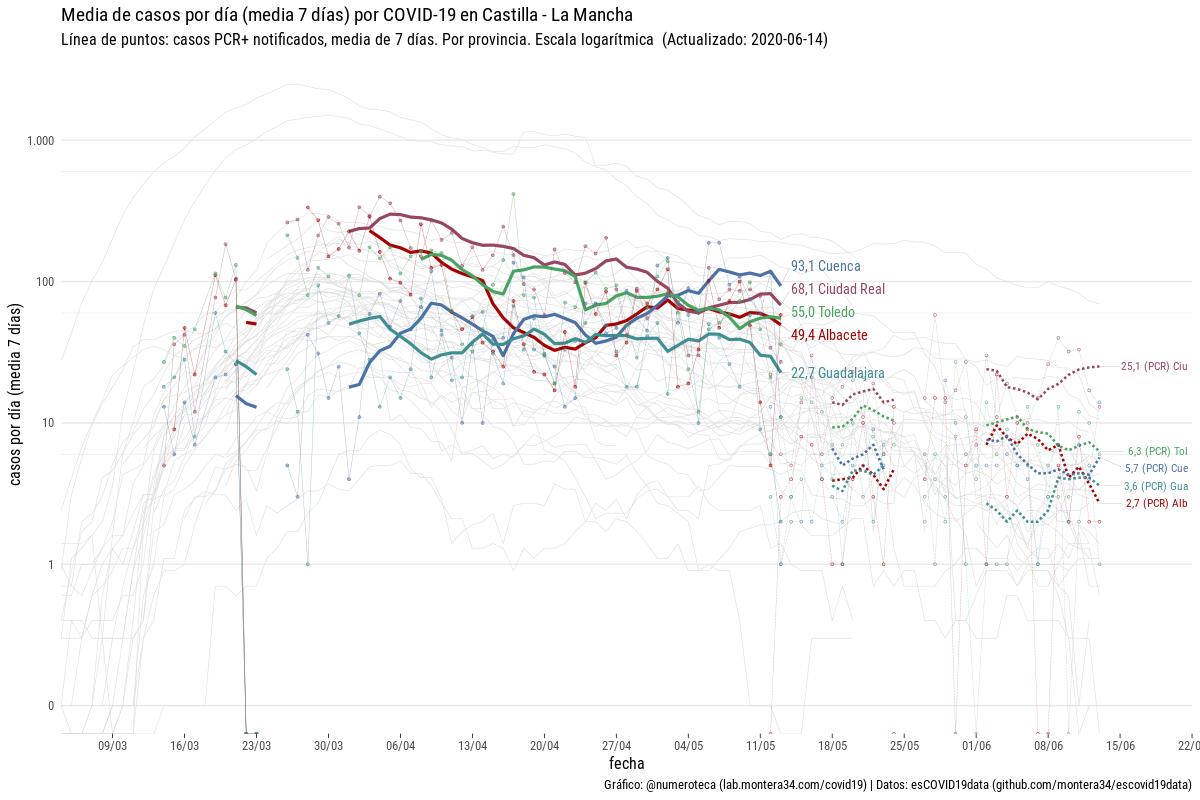 Media de casos por día (media 7 días) por COVID-19 en Castilla - La Mancha
Línea de puntos: casos PCR+ notificados, media de 7 días. Por provincia. Escala logarítmica (Actualizado: 2020-06-14)
casos por día (media 7 días)
1.000
100
10
1
0
93,1 Cuenca
68,1 Ciudad Real
55,0 Toledo
49,4 Albacete
22,7 Guadalajara
25,1 (PCR) Ciu
6,3 (PCR) Tol
5,7 (PCR) Cue
3,6 (PCR) Gua
2,7 (PCR) Alb
09/03 16/03 23/03 30/03 06/04 13/04 20/04 27/04 04/05 11/05 18/05 25/05 01/06 08/06 15/06 22/0
fecha
Gráfico: @numeroteca (lab.montera34.com/covid19) | Datos: esCOVID19data (github.com/montera34/escovid19data)